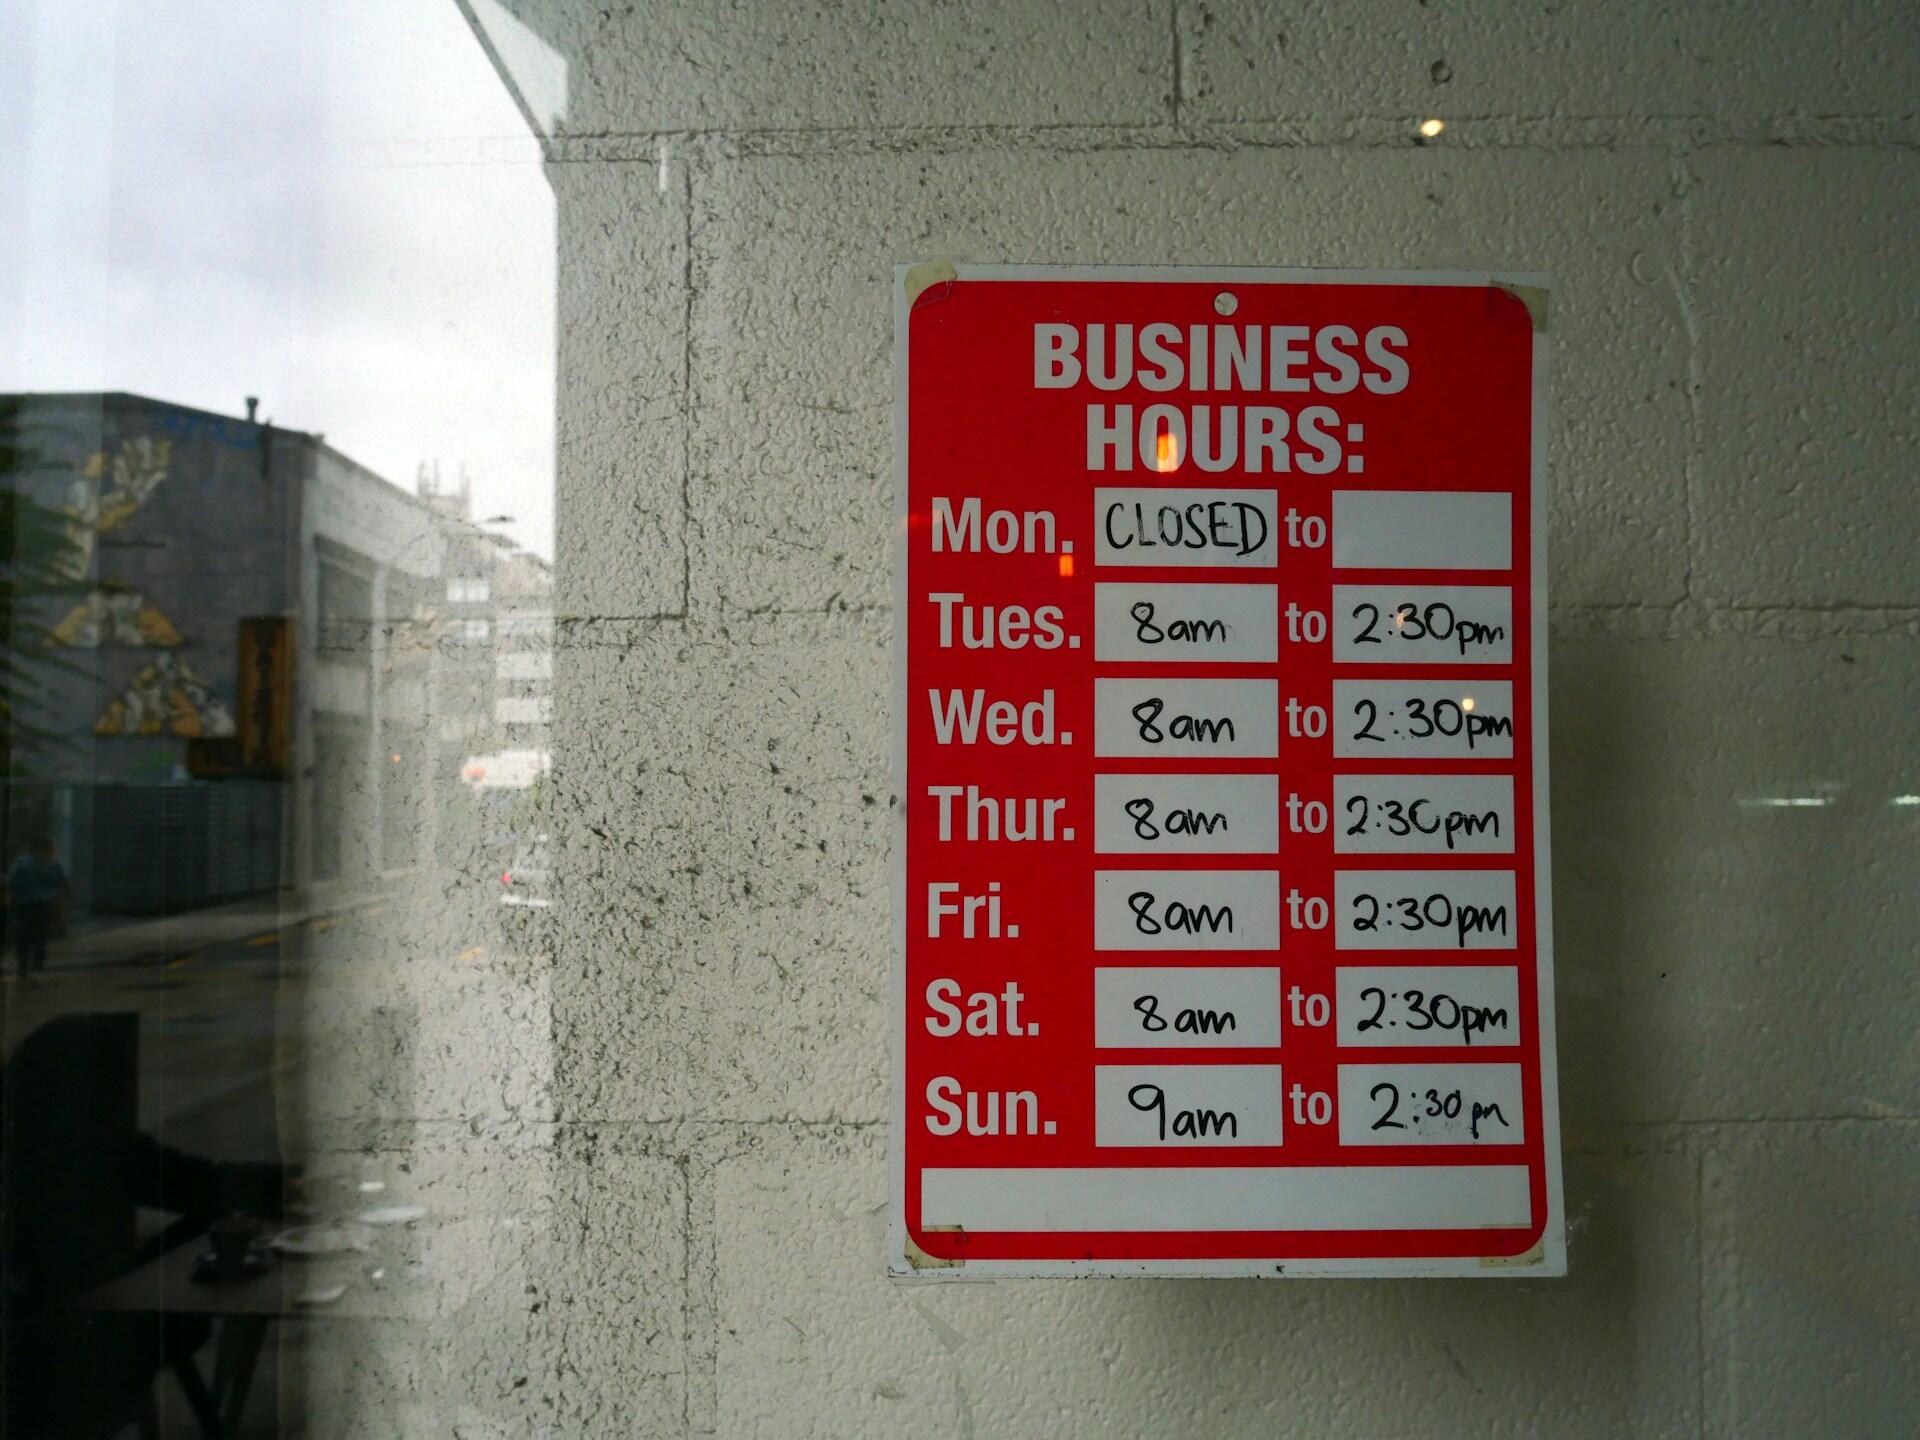 BUSINESS
HOURS:
Mon. CLOSED to
Tues. 8am to 2:30pm
Wed. 8am to 2:30pm
Thur. 8am to 2:30pm
Fri. 8am to 2:30pm
Sat. 8am to 2:30pm
Sun. 9am to 2:30pm